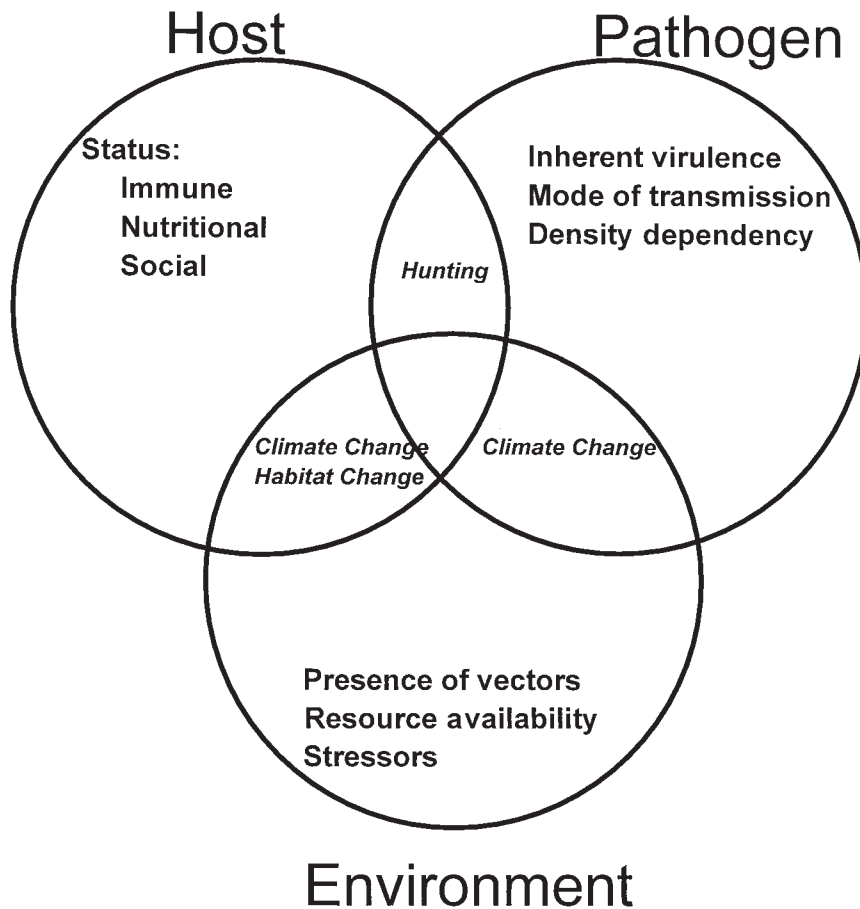 Host
Pathogen
Status:
Immune
Nutritional
Social
Inherent virulence
Mode of transmission
Density dependency
Hunting
Climate Change
Habitat Change
Climate Change
Presence of vectors
Resource availability
Stressors
Environment